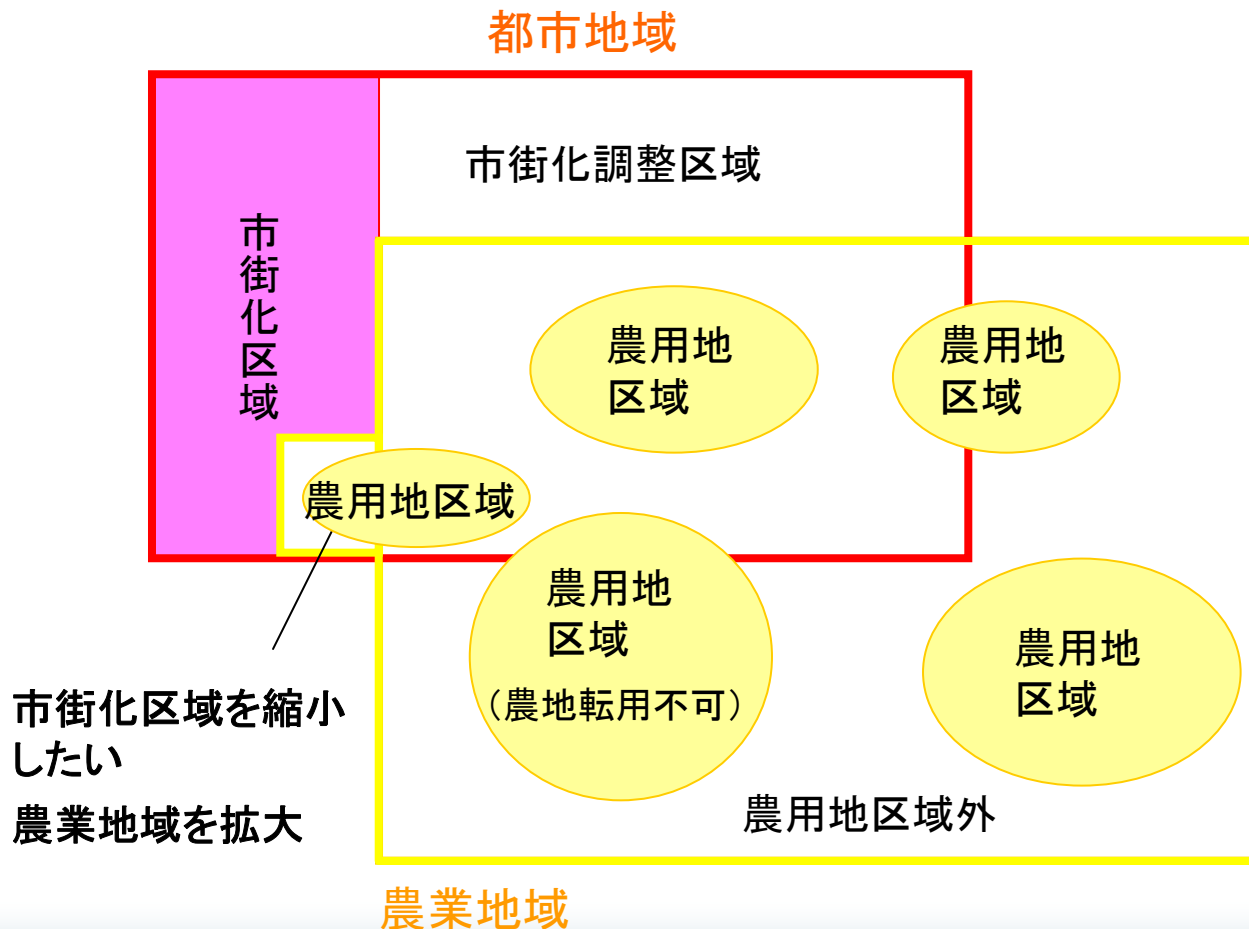 都市地域
市街化調整区域
市街化区域
農用地
区域
農用地
区域
農用地区域
農用地
区域
（農地転用不可）
農用地
区域
市街化区域を縮小
したい
農業地域を拡大
農用地区域外
農業地域